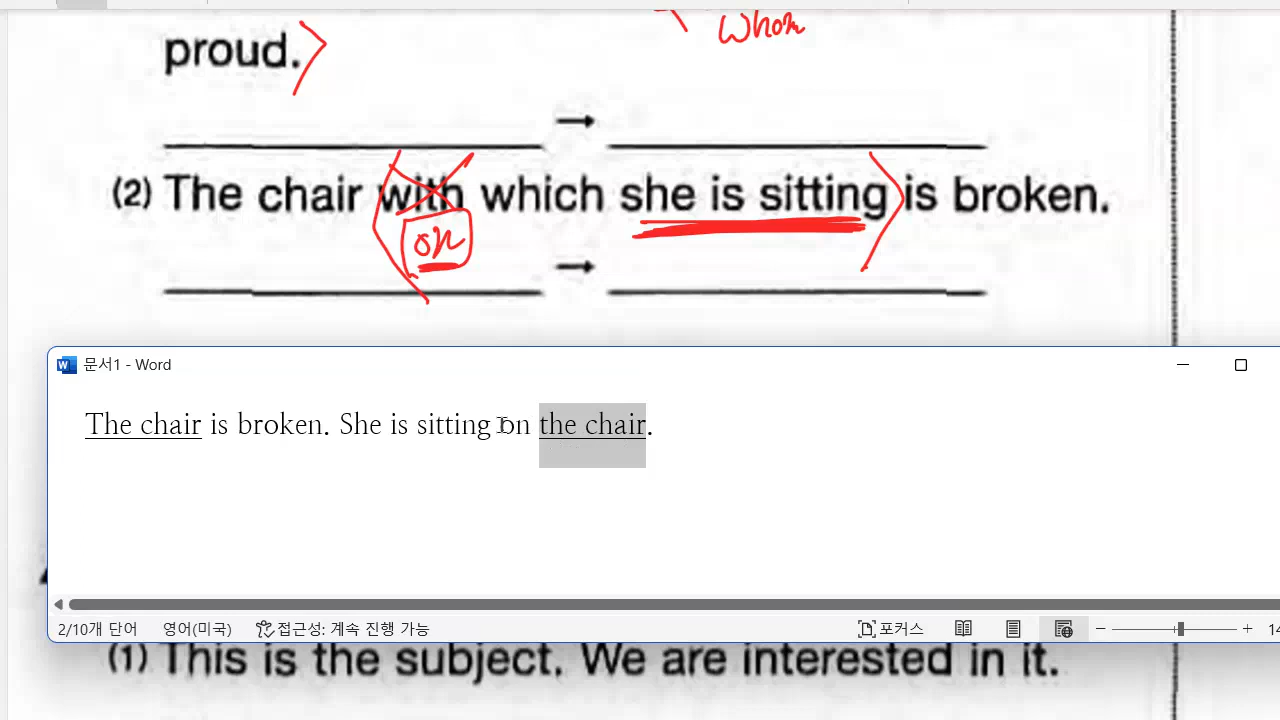 whom
proud.
→
(2) The chair with which she is sitting is broken.
on
→
문서1 - Word
The chair is broken. She is sitting on the chair.
2/10개 단어 영어(미국) 접근성: 계속 진행 가능 포커스 14
(1) This is the subject. We are interested in it.